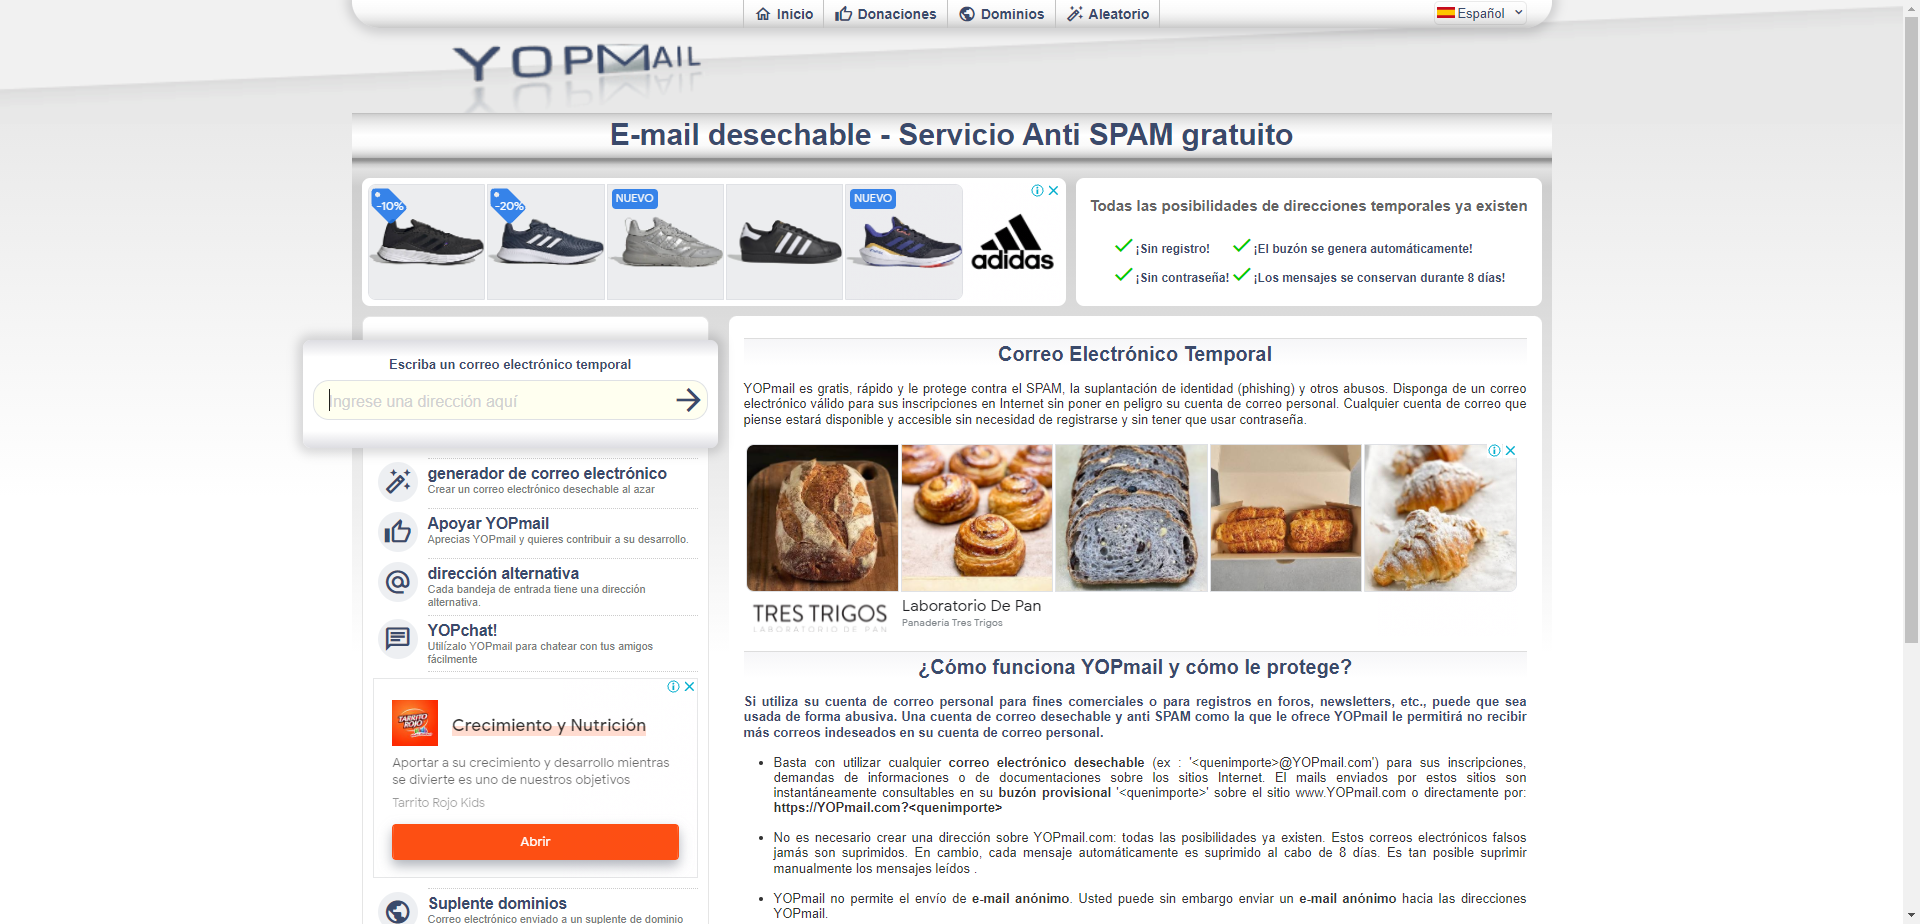 Inicio
Donaciones
Dominios
Aleatorio
Español
YOPMAIL
E-mail desechable - Servicio Anti SPAM gratuito
-10%
-20%
NUEVO
NUEVO
adidas
Todas las posibilidades de direcciones temporales ya existen
¡Sin registro!
¡El buzón se genera automáticamente!
¡Sin contraseña!
¡Los mensajes se conservan durante 8 días!
Escriba un correo electrónico temporal
Ingrese una dirección aquí
generador de correo electrónico
Crear un correo electrónico desechable al azar
Apoyar YOPmail
Aprecias YOPmail y quieres contribuir a su desarrollo.
dirección alternativa
Cada bandeja de entrada tiene una dirección
alternativa.
YOPchat!
Utilízalo YOPmail para chatear con tus amigos
fácilmente
TARRITO
ROJO
Crecimiento y Nutrición
Aportar a su crecimiento y desarrollo mientras
se divierte es uno de nuestros objetivos
Tarrito Rojo Kids
Abrir
Suplente dominios
Correo electrónico enviado a un suplente de dominio
Correo Electrónico Temporal
YOPmail es gratis, rápido y le protege contra el SPAM, la suplantación de identidad (phishing) y otros abusos. Disponga de un correo
electrónico válido para sus inscripciones en Internet sin poner en peligro su cuenta de correo personal. Cualquier cuenta de correo que
piense estará disponible y accesible sin necesidad de registrarse y sin tener que usar contraseña.
TRES TRIGOS
LABORATORIO DE PAN
Laboratorio De Pan
Panadería Tres Trigos
¿Cómo funciona YOPmail y cómo le protege?
Si utiliza su cuenta de correo personal para fines comerciales o para registros en foros, newsletters, etc., puede que sea
usada de forma abusiva. Una cuenta de correo desechable y anti SPAM como la que le ofrece YOPmail le permitirá no recibir
más correos indeseados en su cuenta de correo personal.
• Basta con utilizar cualquier correo electrónico desechable (ex : '<quenimporte>@YOPmail.com') para sus inscripciones,
demandas de informaciones o de documentaciones sobre los sitios Internet. El mails enviados por estos sitios son
instantáneamente consultables en su buzón provisional '<quenimporte>' sobre el sitio www.YOPmail.com o directamente por:
https://YOPmail.com?<quenimporte>
• No es necesario crear una dirección sobre YOPmail.com: todas las posibilidades ya existen. Estos correos electrónicos falsos
jamás son suprimidos. En cambio, cada mensaje automáticamente es suprimido al cabo de 8 días. Es tan posible suprimir
manualmente los mensajes leídos .
• YOPmail no permite el envío de e-mail anónimo. Usted puede sin embargo enviar un e-mail anónimo hacia las direcciones
YOPmail.